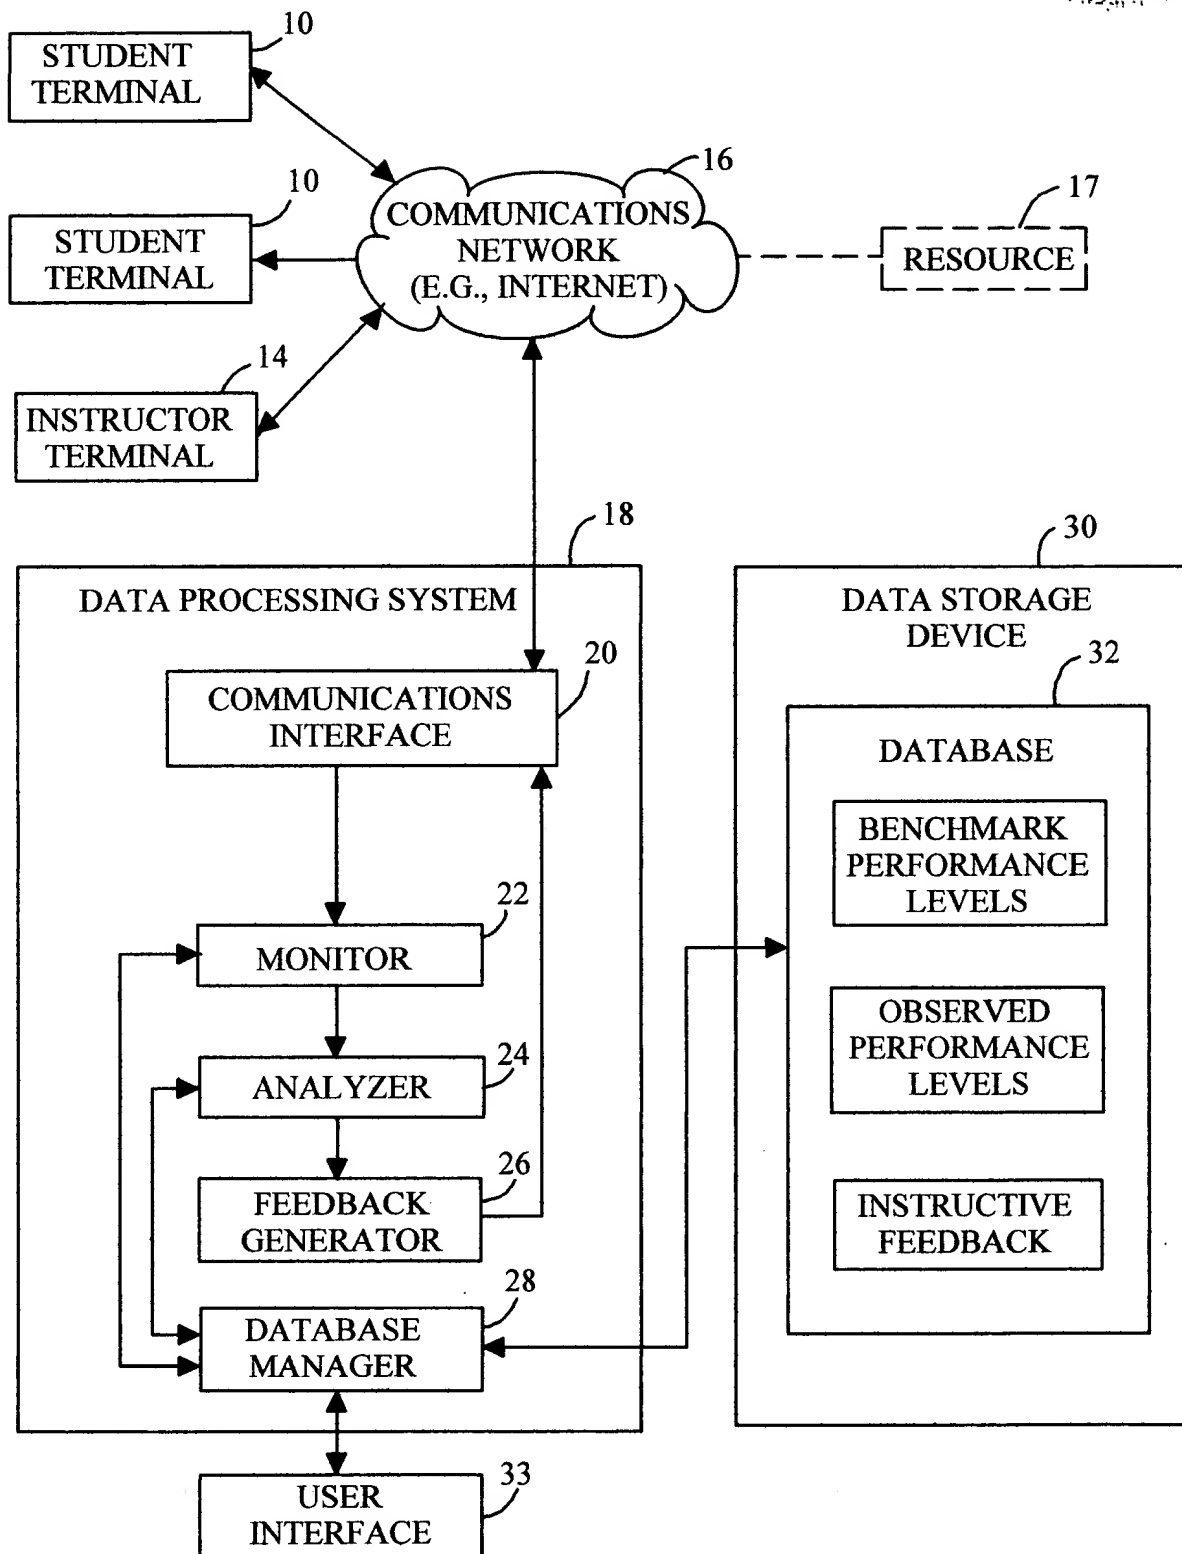 10
STUDENT
TERMINAL
10
STUDENT
TERMINAL
14
INSTRUCTOR
TERMINAL
16
COMMUNICATIONS
NETWORK
(E.G., INTERNET)
17
RESOURCE
18
DATA PROCESSING SYSTEM
20
COMMUNICATIONS
INTERFACE
22
MONITOR
24
ANALYZER
26
FEEDBACK
GENERATOR
28
DATABASE
MANAGER
33
USER
INTERFACE
30
DATA STORAGE
DEVICE
32
DATABASE
BENCHMARK
PERFORMANCE
LEVELS
OBSERVED
PERFORMANCE
LEVELS
INSTRUCTIVE
FEEDBACK